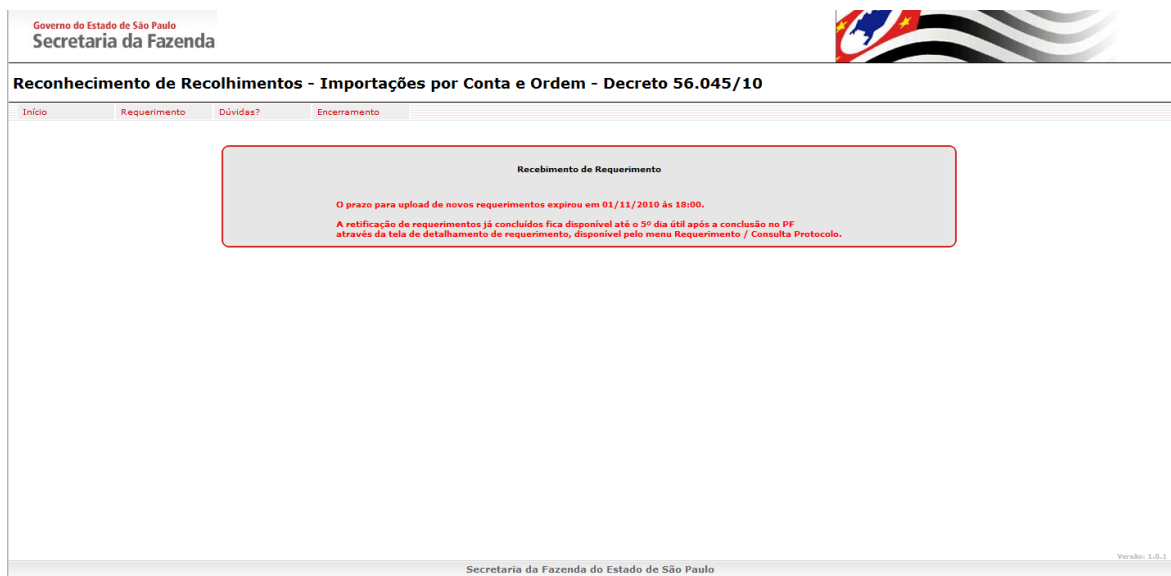 Governo do Estado de São Paulo
Secretaria da Fazenda
Reconhecimento de Recolhimentos - Importações por Conta e Ordem - Decreto 56.045/10
Início Requerimento Dúvidas? Encerramento
Recebimento de Requerimento
O prazo para upload de novos requerimentos expirou em 01/11/2010 às 18:00.
A retificação de requerimentos já concluídos fica disponível até o 5º dia útil após a conclusão no PF
através da tela de detalhamento de requerimento, disponível pelo menu Requerimento / Consulta Protocolo.
Versão: 1.0.1
Secretaria da Fazenda do Estado de São Paulo